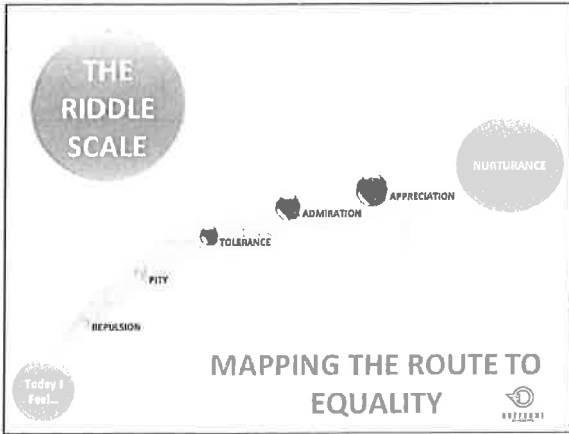 THE
RIDDLE
SCALE
NURTURANCE
APPRECIATION
ADMIRATION
TOLERANCE
PITY
REPULSION
Today I
Feel...
MAPPING THE ROUTE TO
EQUALITY